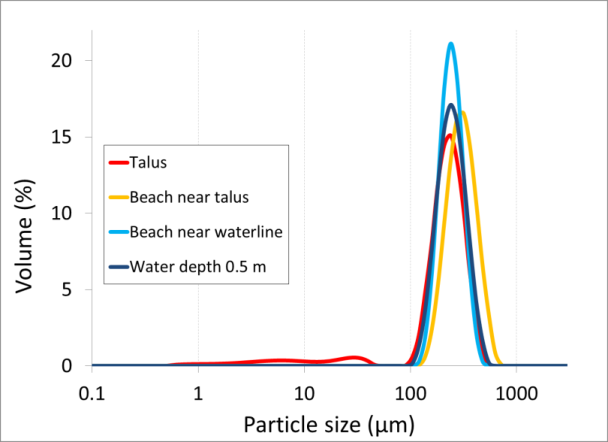 20
15
10
5
0
Volume (%)
Talus
Beach near talus
Beach near waterline
Water depth 0.5 m
0.1 1 10 100 1000
Particle size (µm)